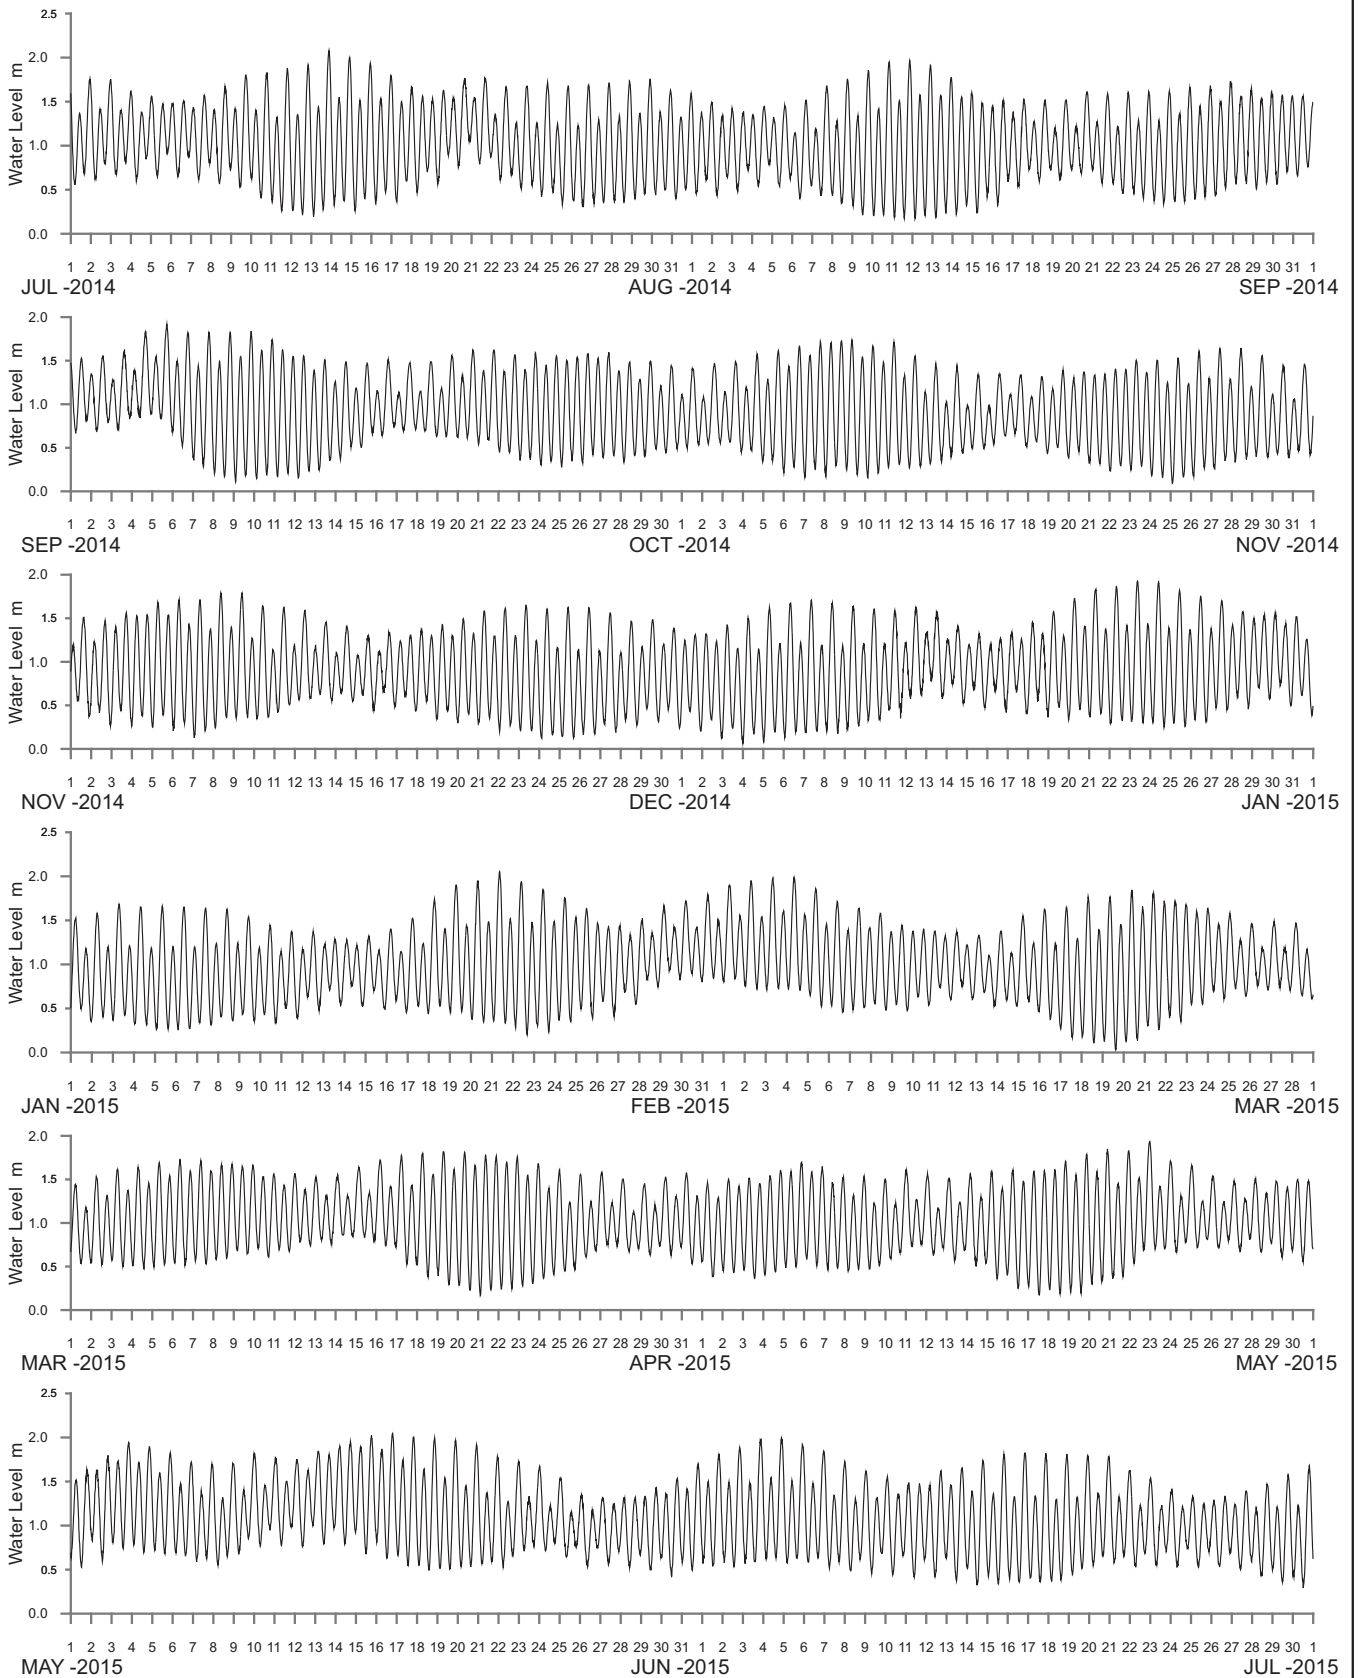 2.5
2.0
1.5
1.0
0.5
0.0
Water Level m
1 2 3 4 5 6 7 8 9 10 11 12 13 14 15 16 17 18 19 20 21 22 23 24 25 26 27 28 29 30 31 1 2 3 4 5 6 7 8 9 10 11 12 13 14 15 16 17 18 19 20 21 22 23 24 25 26 27 28 29 30 31 1
JUL -2014 AUG -2014 SEP -2014
2.0
1.5
1.0
0.5
0.0
Water Level m
1 2 3 4 5 6 7 8 9 10 11 12 13 14 15 16 17 18 19 20 21 22 23 24 25 26 27 28 29 30 1 2 3 4 5 6 7 8 9 10 11 12 13 14 15 16 17 18 19 20 21 22 23 24 25 26 27 28 29 30 31 1
SEP -2014 OCT -2014 NOV -2014
2.0
1.5
1.0
0.5
0.0
Water Level m
1 2 3 4 5 6 7 8 9 10 11 12 13 14 15 16 17 18 19 20 21 22 23 24 25 26 27 28 29 30 1 2 3 4 5 6 7 8 9 10 11 12 13 14 15 16 17 18 19 20 21 22 23 24 25 26 27 28 29 30 31 1
NOV -2014 DEC -2014 JAN -2015
2.5
2.0
1.5
1.0
0.5
0.0
Water Level m
1 2 3 4 5 6 7 8 9 10 11 12 13 14 15 16 17 18 19 20 21 22 23 24 25 26 27 28 29 30 31 1 2 3 4 5 6 7 8 9 10 11 12 13 14 15 16 17 18 19 20 21 22 23 24 25 26 27 28 1
JAN -2015 FEB -2015 MAR -2015
2.0
1.5
1.0
0.5
0.0
Water Level m
1 2 3 4 5 6 7 8 9 10 11 12 13 14 15 16 17 18 19 20 21 22 23 24 25 26 27 28 29 30 31 1 2 3 4 5 6 7 8 9 10 11 12 13 14 15 16 17 18 19 20 21 22 23 24 25 26 27 28 29 30 1
MAR -2015 APR -2015 MAY -2015
2.5
2.0
1.5
1.0
0.5
0.0
Water Level m
1 2 3 4 5 6 7 8 9 10 11 12 13 14 15 16 17 18 19 20 21 22 23 24 25 26 27 28 29 30 31 1 2 3 4 5 6 7 8 9 10 11 12 13 14 15 16 17 18 19 20 21 22 23 24 25 26 27 28 29 30 1
MAY -2015 JUN -2015 JUL -2015